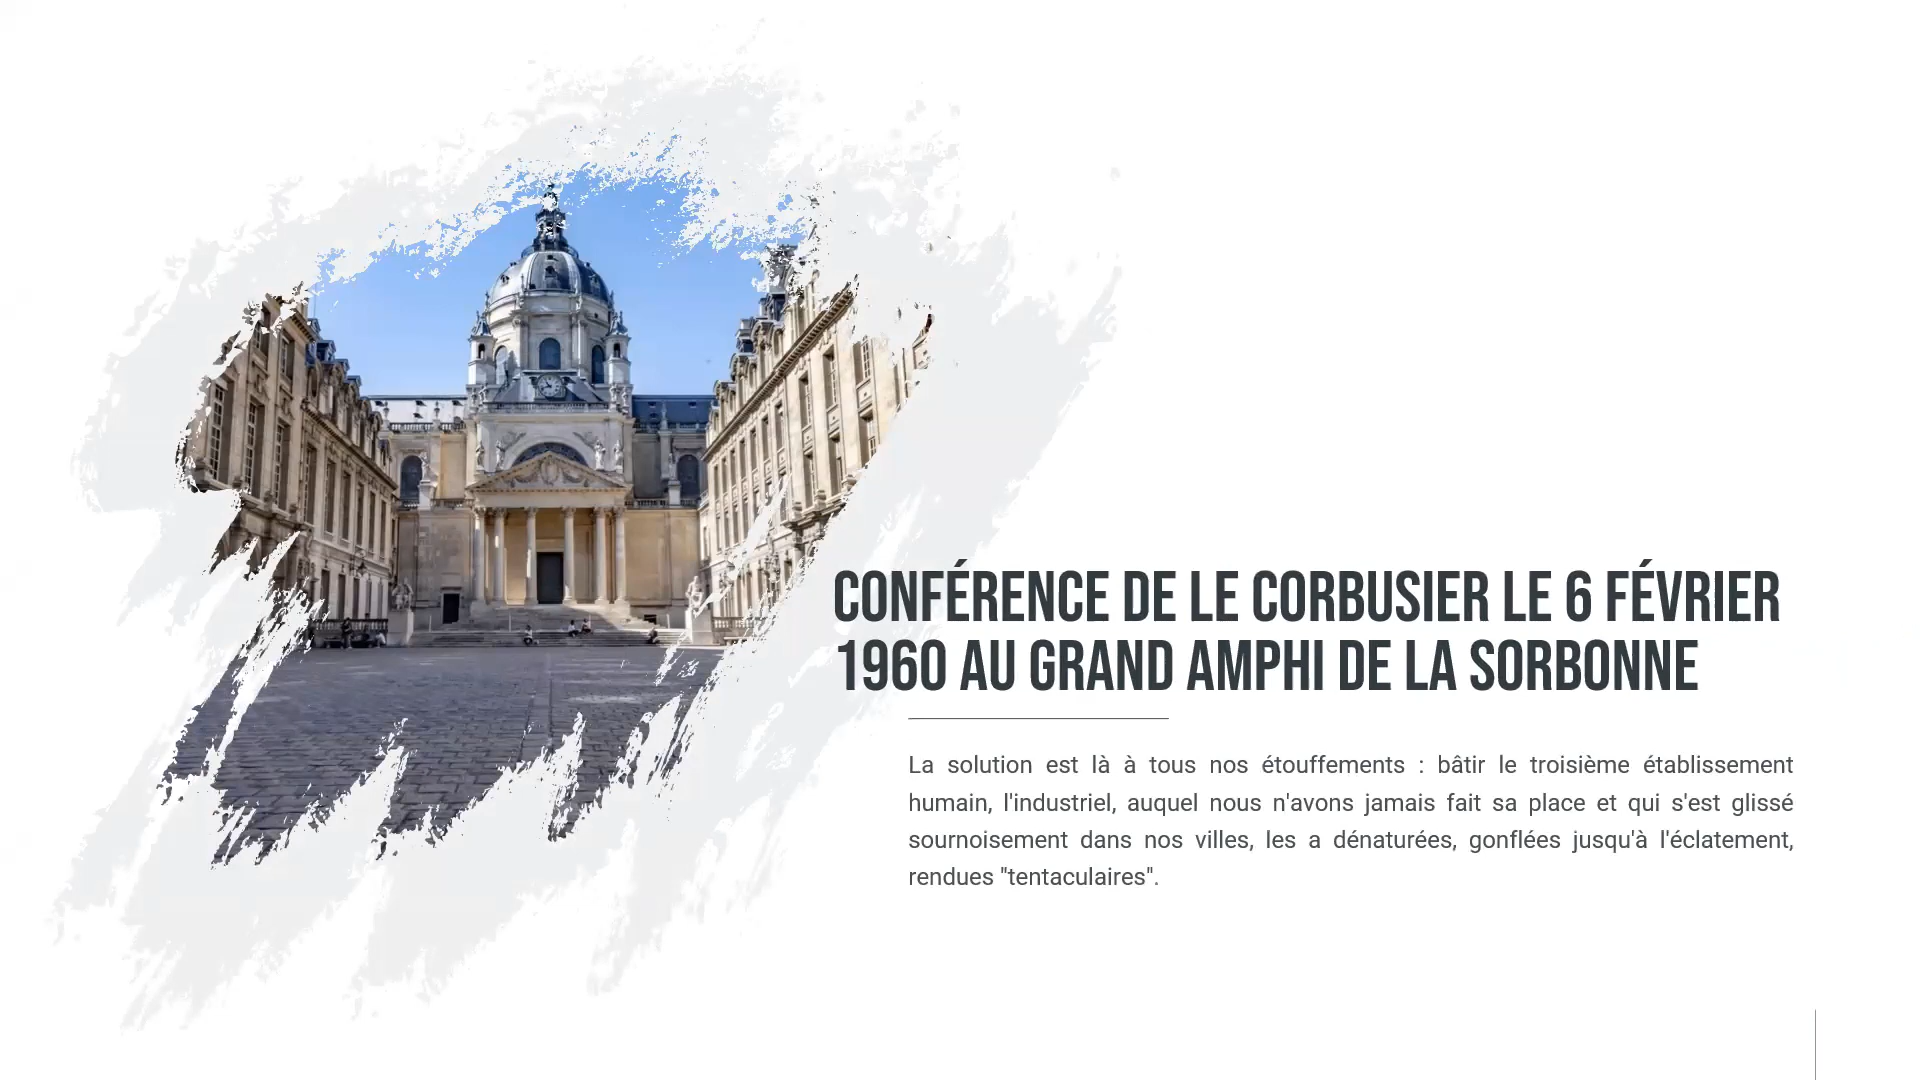 CONFÉRENCE DE LE CORBUSIER LE 6 FÉVRIER
1960 AU GRAND AMPHI DE LA SORBONNE
La solution est là à tous nos étouffements : bâtir le troisième établissement
humain, l'industriel, auquel nous n'avons jamais fait sa place et qui s'est glissé
sournoisement dans nos villes, les a dénaturées, gonflées jusqu'à l'éclatement,
rendues "tentaculaires".